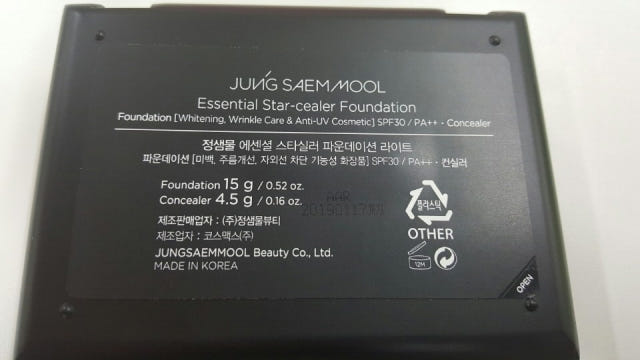 JUNG SAEM MOOL
Essential Star-cealer Foundation
Foundation [Whitening, Wrinkle Care & Anti-UV Cosmetic] SPF30 / PA++ · Concealer
정샘물 에센셜 스타실러 파운데이션 라이트
파운데이션 [미백, 주름개선, 자외선 차단 기능성 화장품] SPF30 / PA++ · 컨실러
Foundation 15 g / 0.52 oz.
Concealer 4.5 g / 0.16 oz.
AAR
20190117
제조판매업자 : (주)정샘물뷰티
제조업자 : 코스맥스(주)
JUNGSAEMMOOL Beauty Co., Ltd.
MADE IN KOREA
플라스틱
OTHER
12M
OPEN